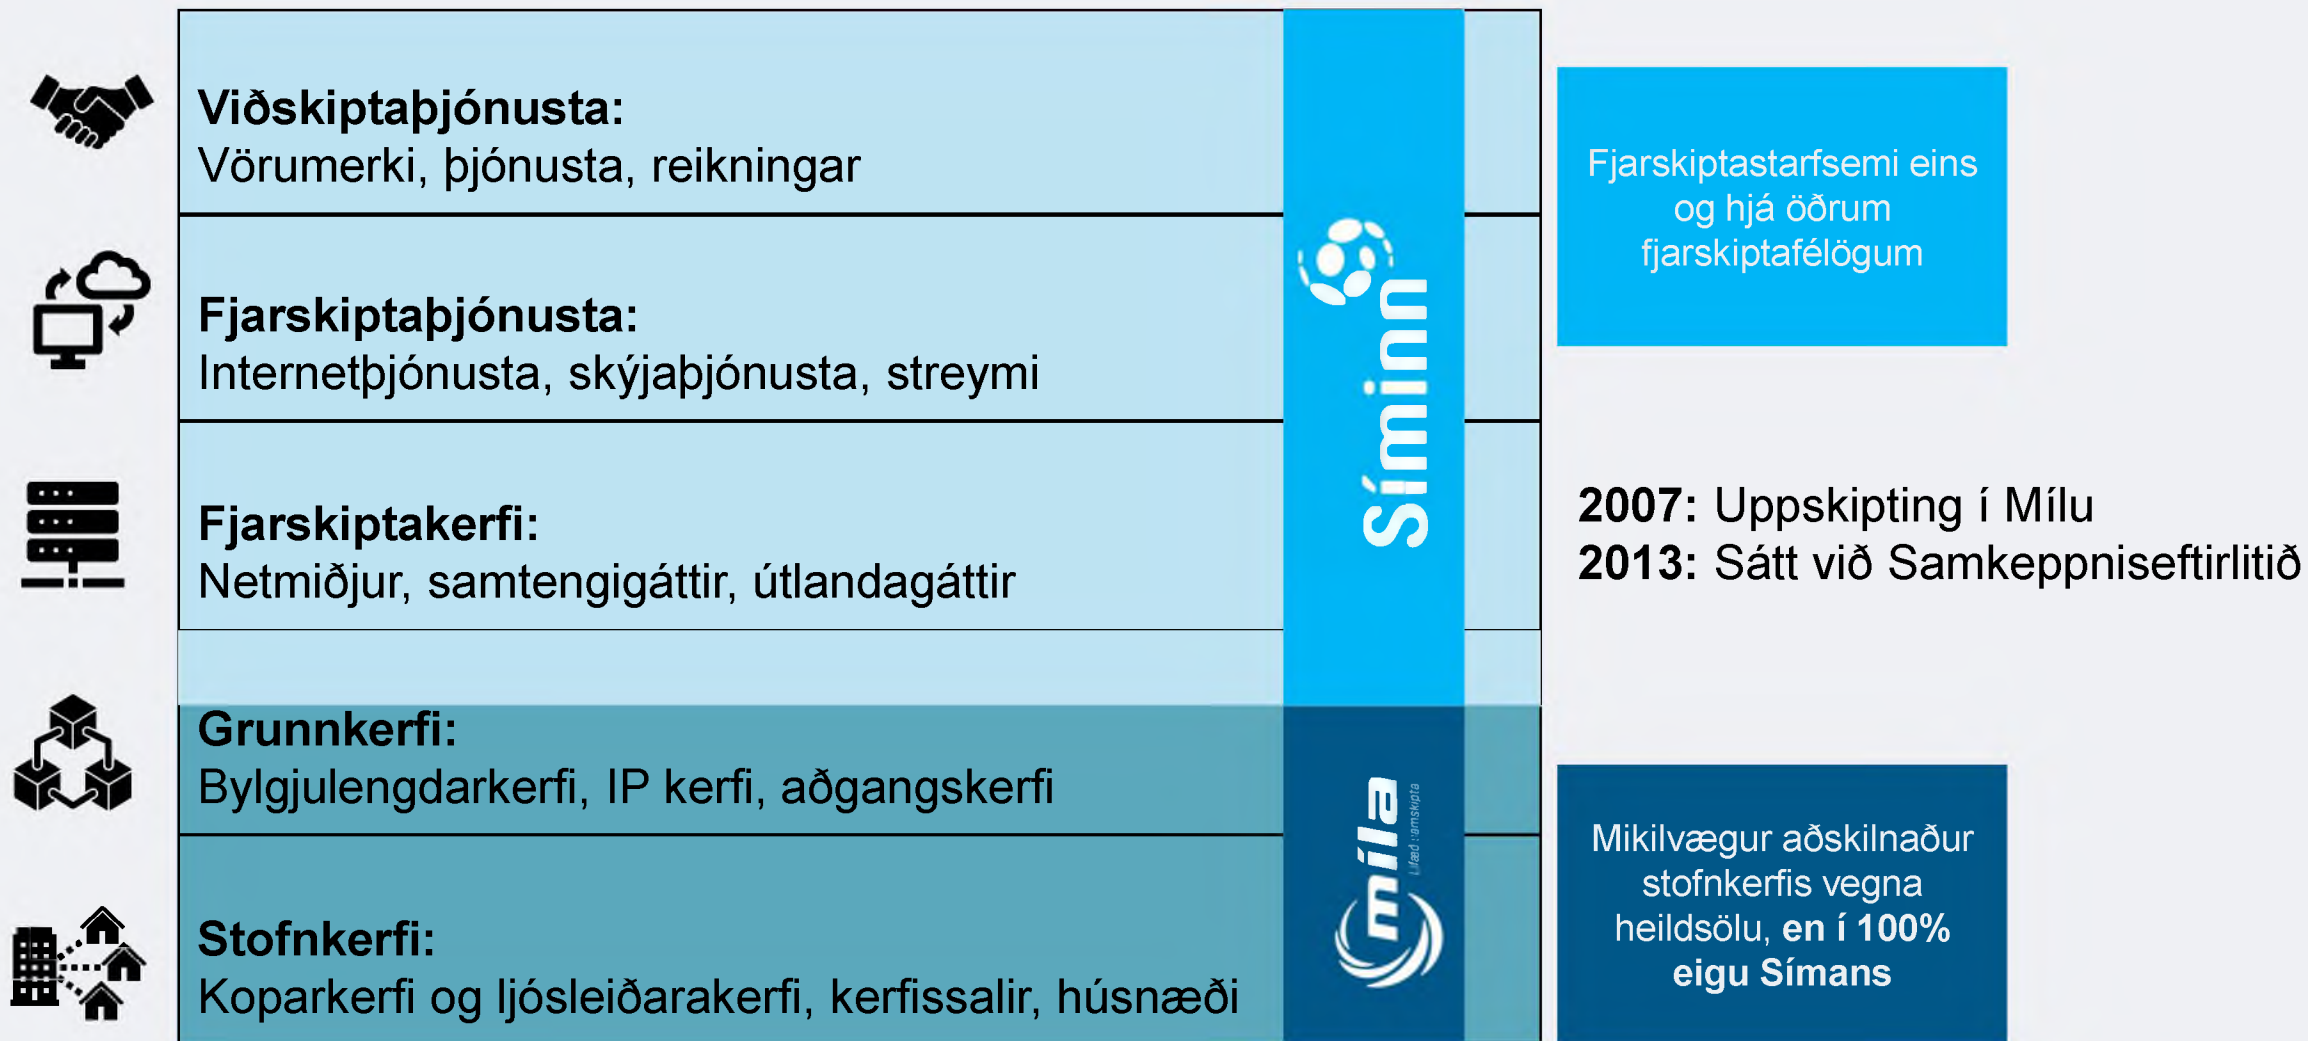 Viðskiptaþjónusta:
Vörumerki, þjónusta, reikningar
Fjarskiptaþjónusta:
Internetþjónusta, skýjaþjónusta, streymi
Fjarskiptakerfi:
Netmiðjur, samtengigáttir, útlandagáttir
Grunnkerfi:
Bylgjulengdarkerfi, IP kerfi, aðgangskerfi
Stofnkerfi:
Koparkerfi og ljósleiðarakerfi, kerfissalir, húsnæði
Síminn
míla
Lífæð samskipta
Fjarskiptastarfsemi eins
og hjá öðrum
fjarskiptafélögum
2007: Uppskipting í Mílu
2013: Sátt við Samkeppniseftirlitið
Mikilvægur aðskilnaður
stofnkerfis vegna
heildsölu, en í 100%
eigu Símans